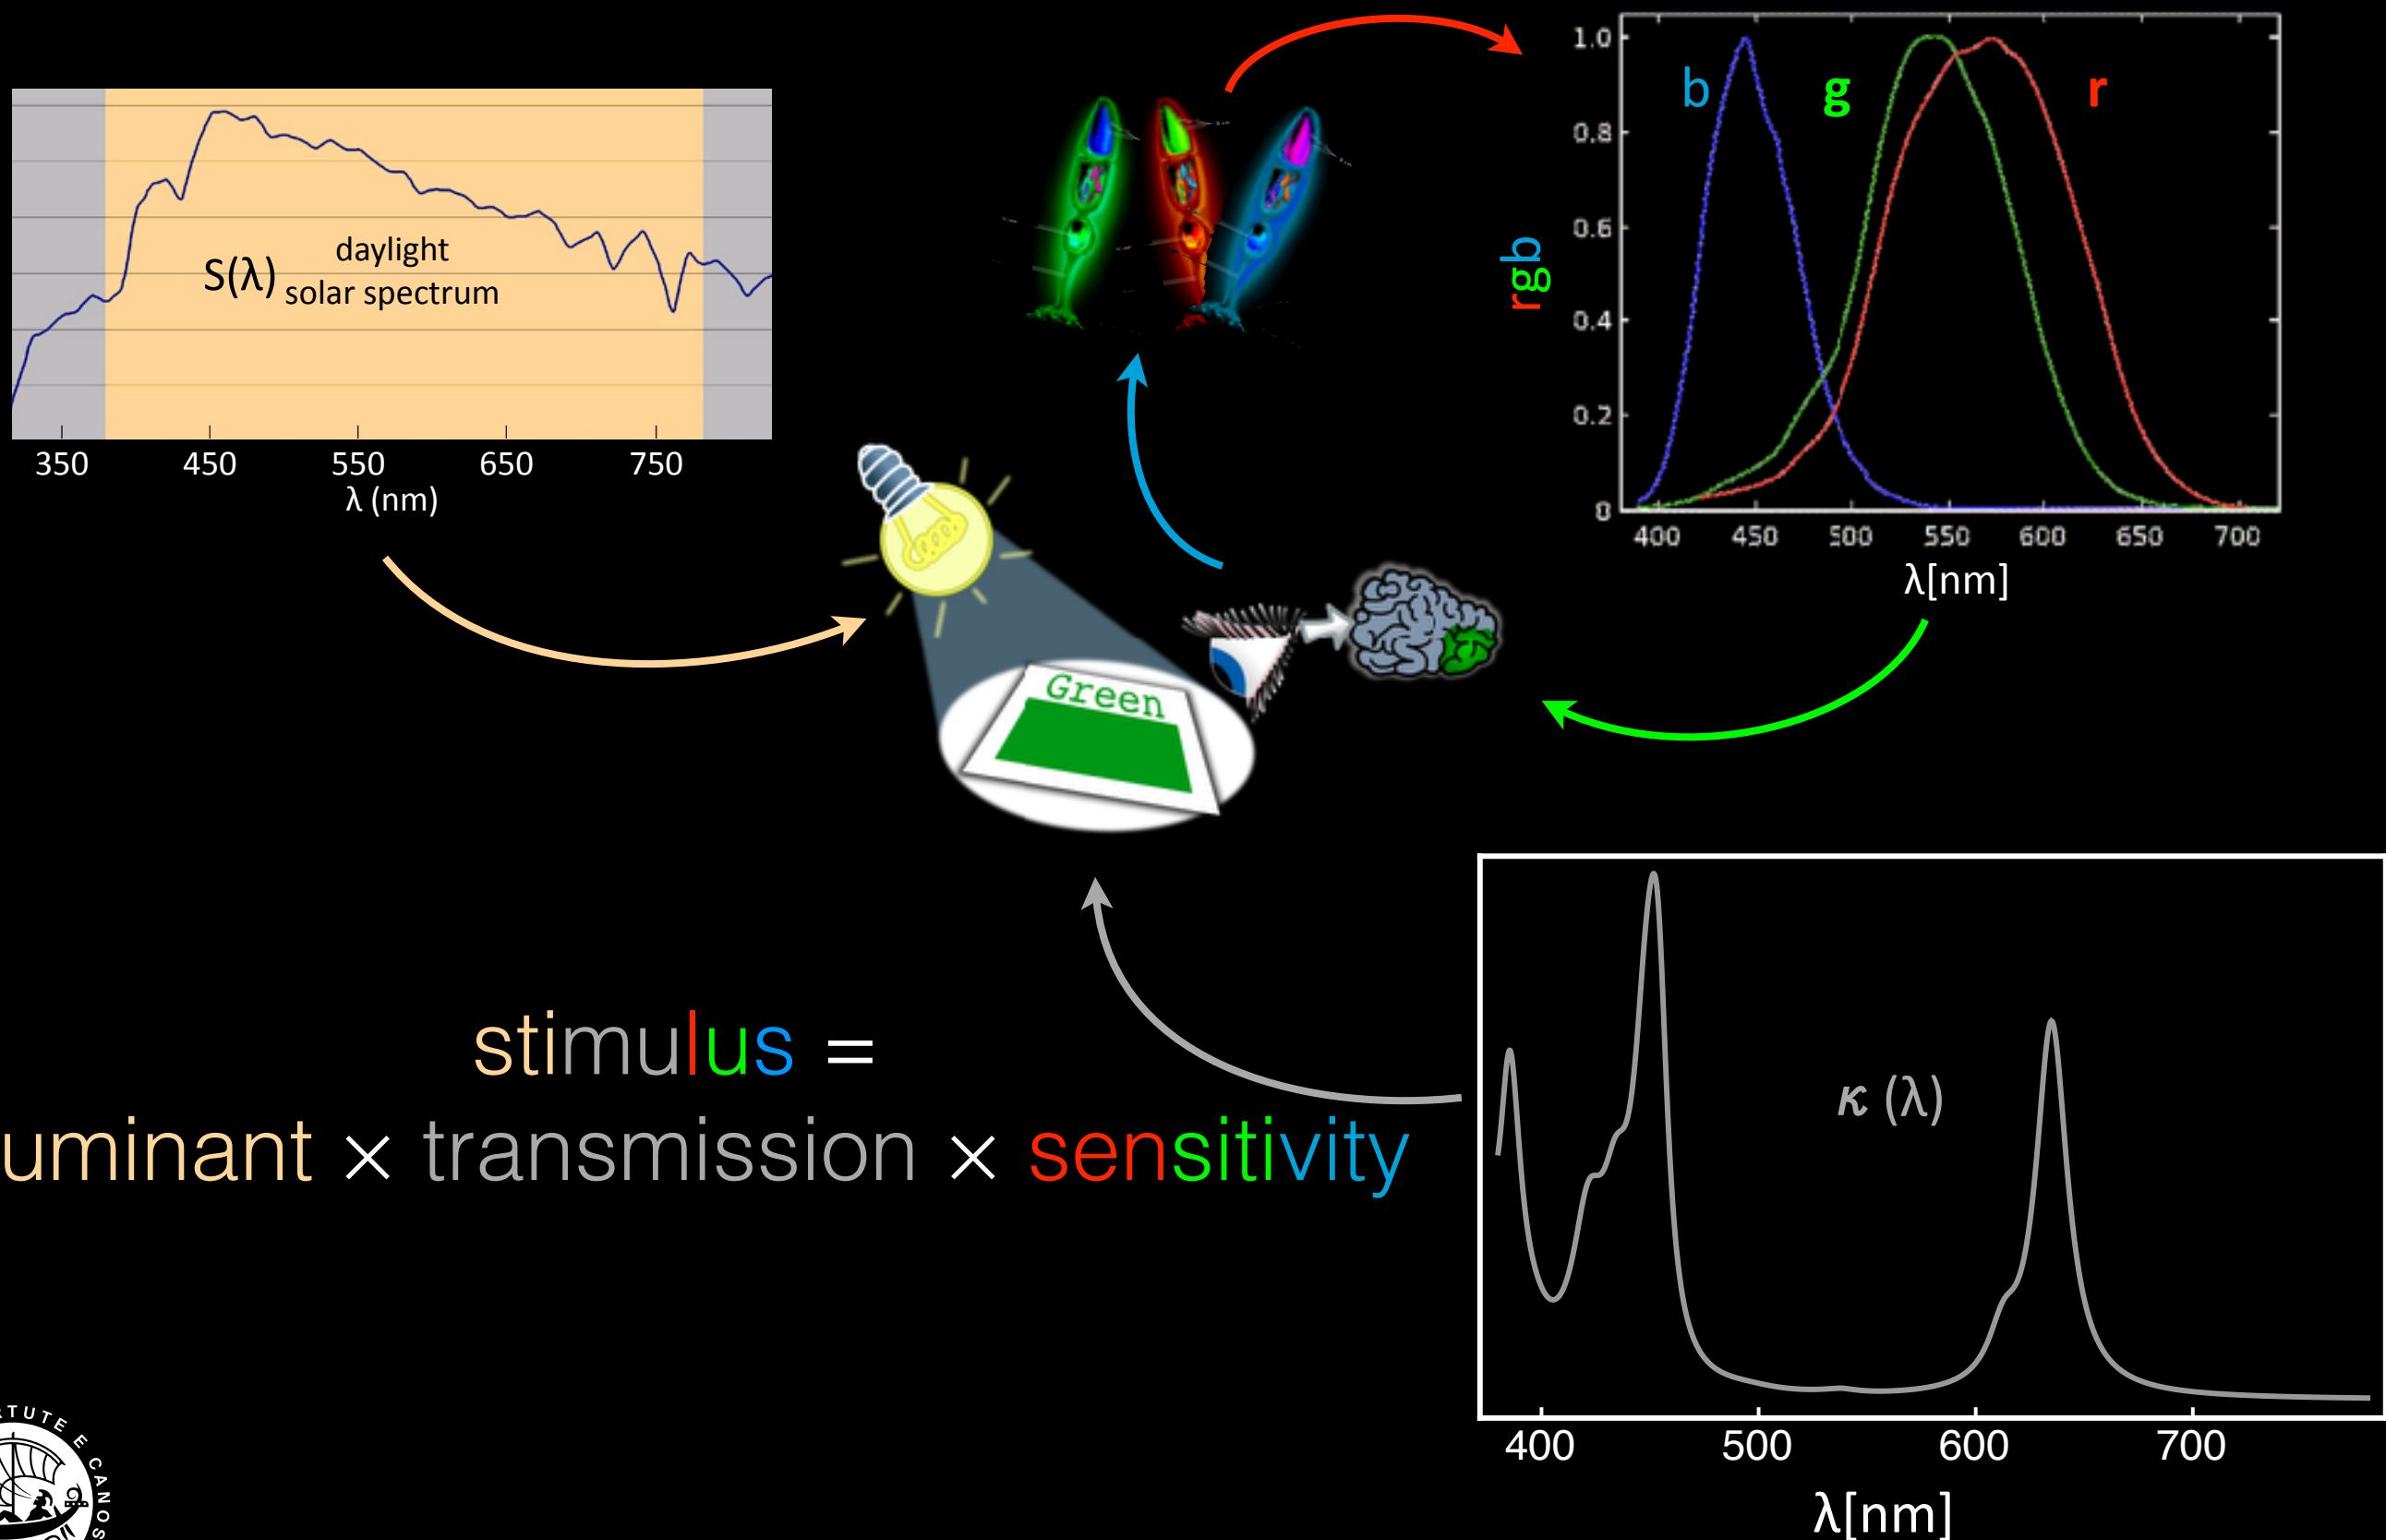 S(λ) daylight
solar spectrum
350 450 550 650 750
λ (nm)
b g r
1.0
0.8
0.6
0.4
0.2
0
rgb
400 450 500 550 600 650 700
λ[nm]
Green
stimulus =
uminant × transmission × sensitivity
κ (λ)
400 500 600 700
λ[nm]
TUTE E CANOS